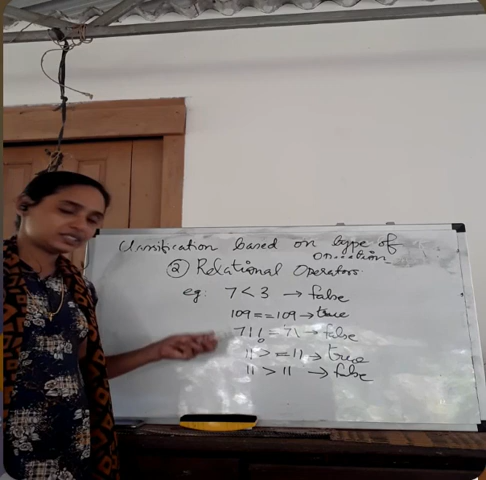 Classification based on type of
operation
② Relational Operators
eg: 7 < 3 → false
109 == 109 → true
71 != 71 → false
11 >= 11 → true
11 > 11 → false